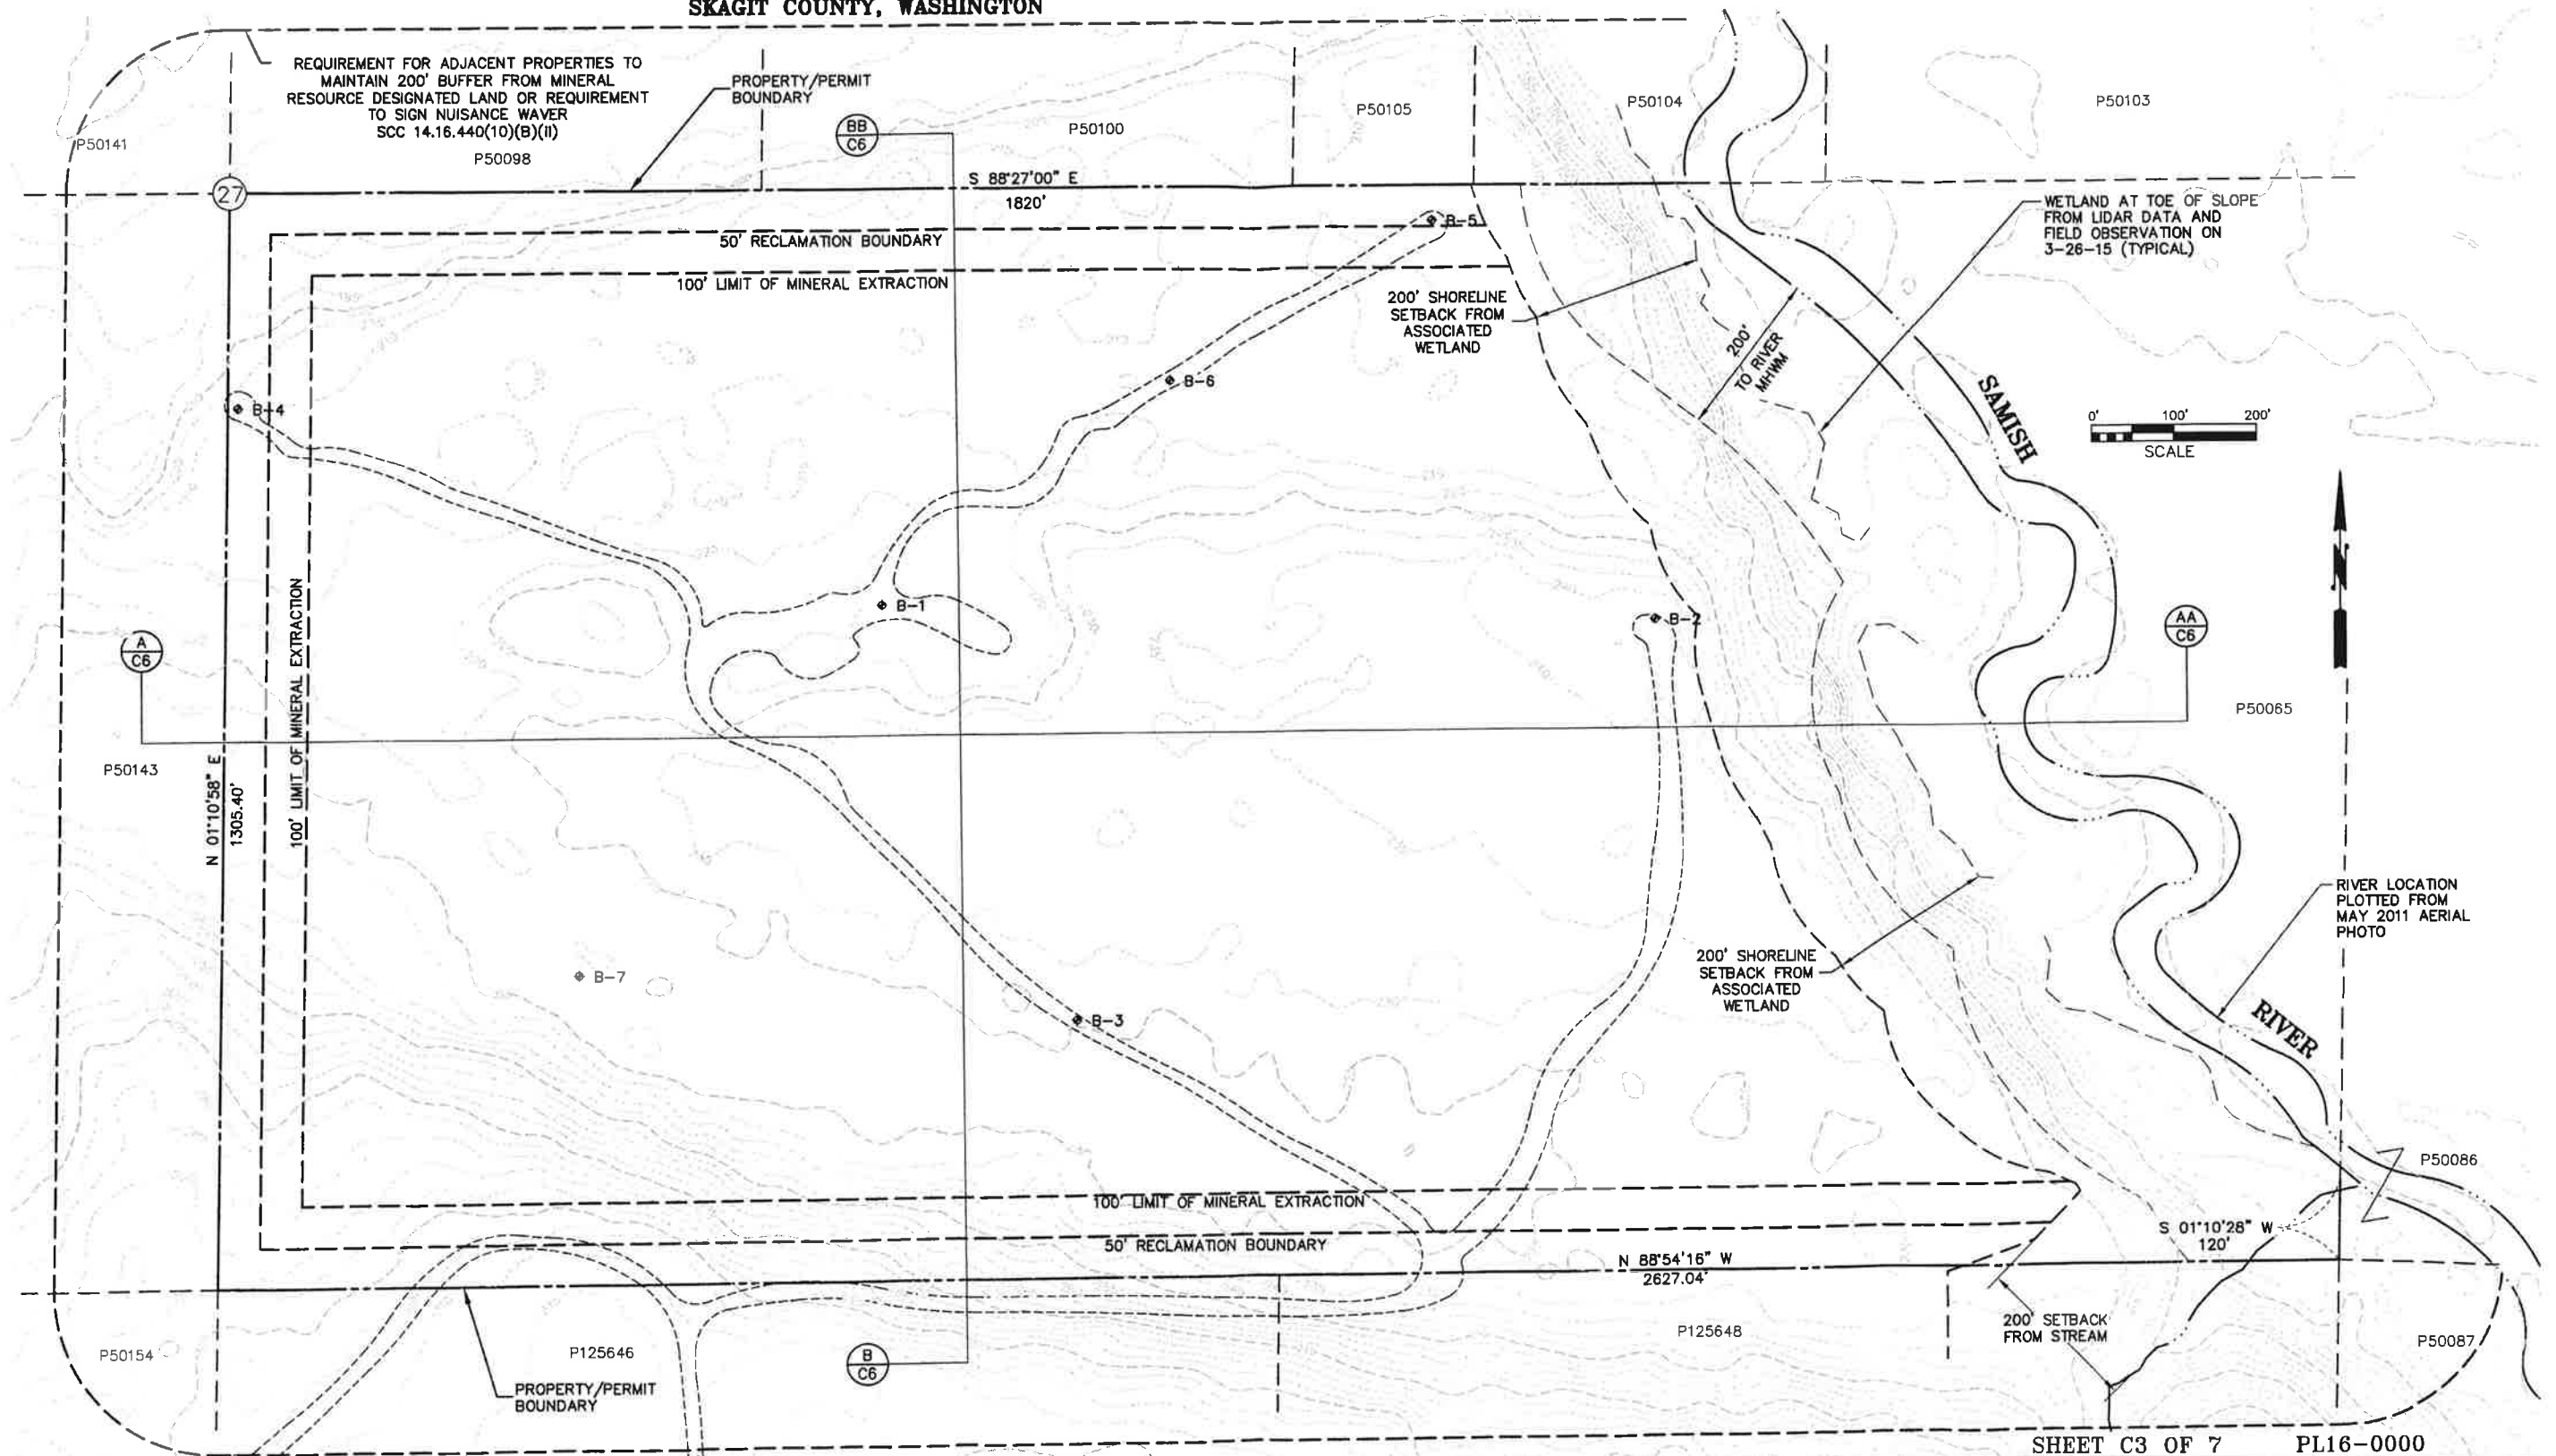 SKAGIT COUNTY, WASHINGTON
REQUIREMENT FOR ADJACENT PROPERTIES TO
MAINTAIN 200' BUFFER FROM MINERAL
RESOURCE DESIGNATED LAND OR REQUIREMENT
TO SIGN NUISANCE WAVER
SCC 14.16.440(10)(B)(II)
P50098
P50141
PROPERTY/PERMIT
BOUNDARY
BB
C6
P50100
P50105
P50104
P50103
27
S 88°27'00" E
1820'
50' RECLAMATION BOUNDARY
100' LIMIT OF MINERAL EXTRACTION
B-5
WETLAND AT TOE OF SLOPE
FROM LIDAR DATA AND
FIELD OBSERVATION ON
3-26-15 (TYPICAL)
200' SHORELINE
SETBACK FROM
ASSOCIATED
WETLAND
200'
TO RIVER
MHWM
B-6
B-4
SAMISH
0' 100' 200'
SCALE
N
100' LIMIT OF MINERAL EXTRACTION
B-1
B-2
A
C6
AA
C6
P50065
P50143
N 01°10'58" E
1305.40'
RIVER LOCATION
PLOTTED FROM
MAY 2011 AERIAL
PHOTO
200' SHORELINE
SETBACK FROM
ASSOCIATED
WETLAND
B-7
B-3
RIVER
P50086
100' LIMIT OF MINERAL EXTRACTION
50' RECLAMATION BOUNDARY
S 01°10'28" W
120'
N 88°54'16" W
2627.04'
P50154
P125646
B
C6
P125648
200' SETBACK
FROM STREAM
P50087
PROPERTY/PERMIT
BOUNDARY
SHEET C3 OF 7 PL16-0000